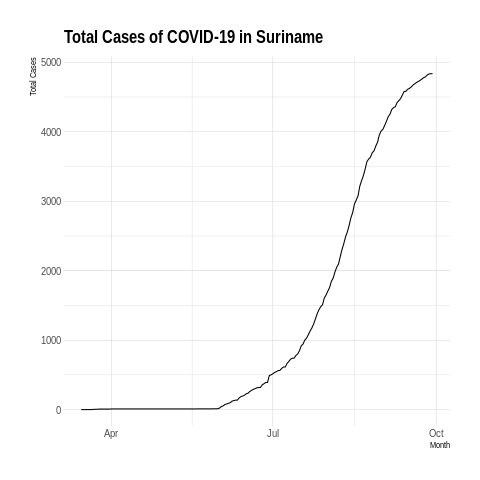 Total Cases of COVID-19 in Suriname
Total Cases
5000
4000
3000
2000
1000
0
Apr Jul Oct
Month